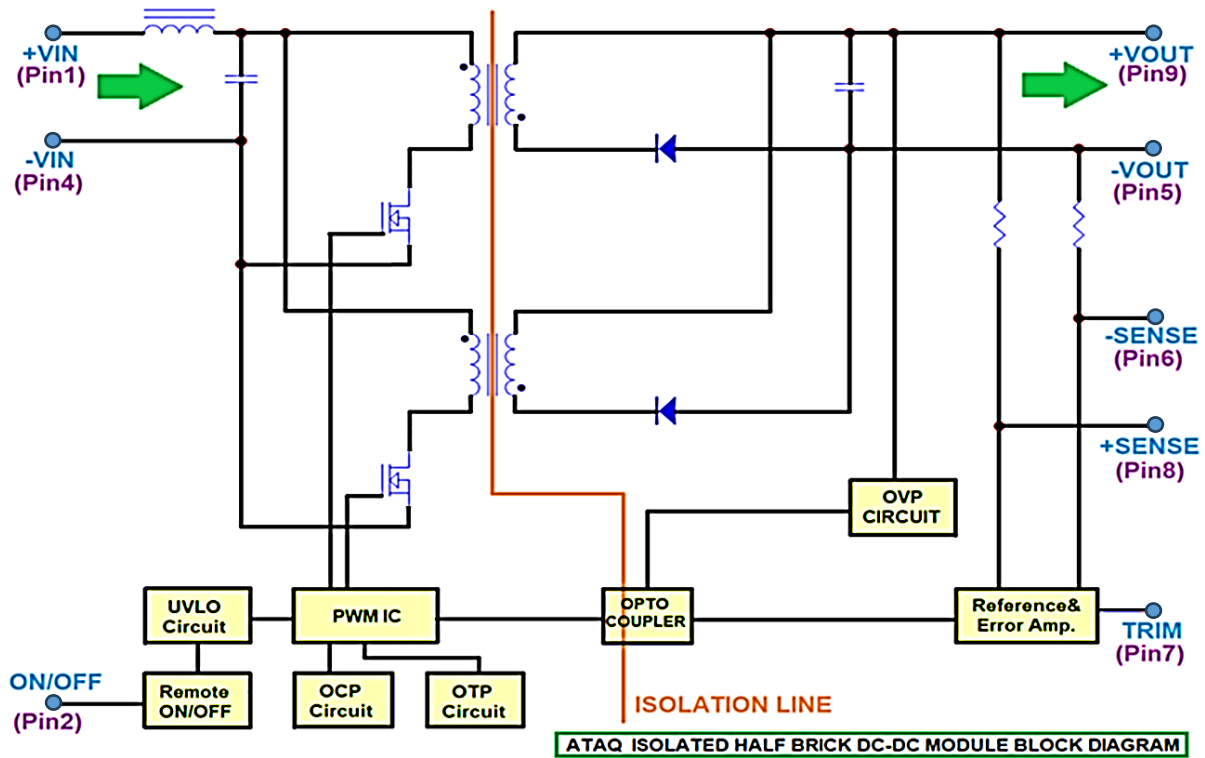 +VIN
(Pin1)
-VIN
(Pin4)
+VOUT
(Pin9)
-VOUT
(Pin5)
-SENSE
(Pin6)
+SENSE
(Pin8)
OVP
CIRCUIT
UVLO
Circuit
PWM IC
OPTO
COUPLER
Reference&
Error Amp.
TRIM
(Pin7)
ON/OFF
(Pin2)
Remote
ON/OFF
OCP
Circuit
OTP
Circuit
ISOLATION LINE
ATAQ ISOLATED HALF BRICK DC-DC MODULE BLOCK DIAGRAM